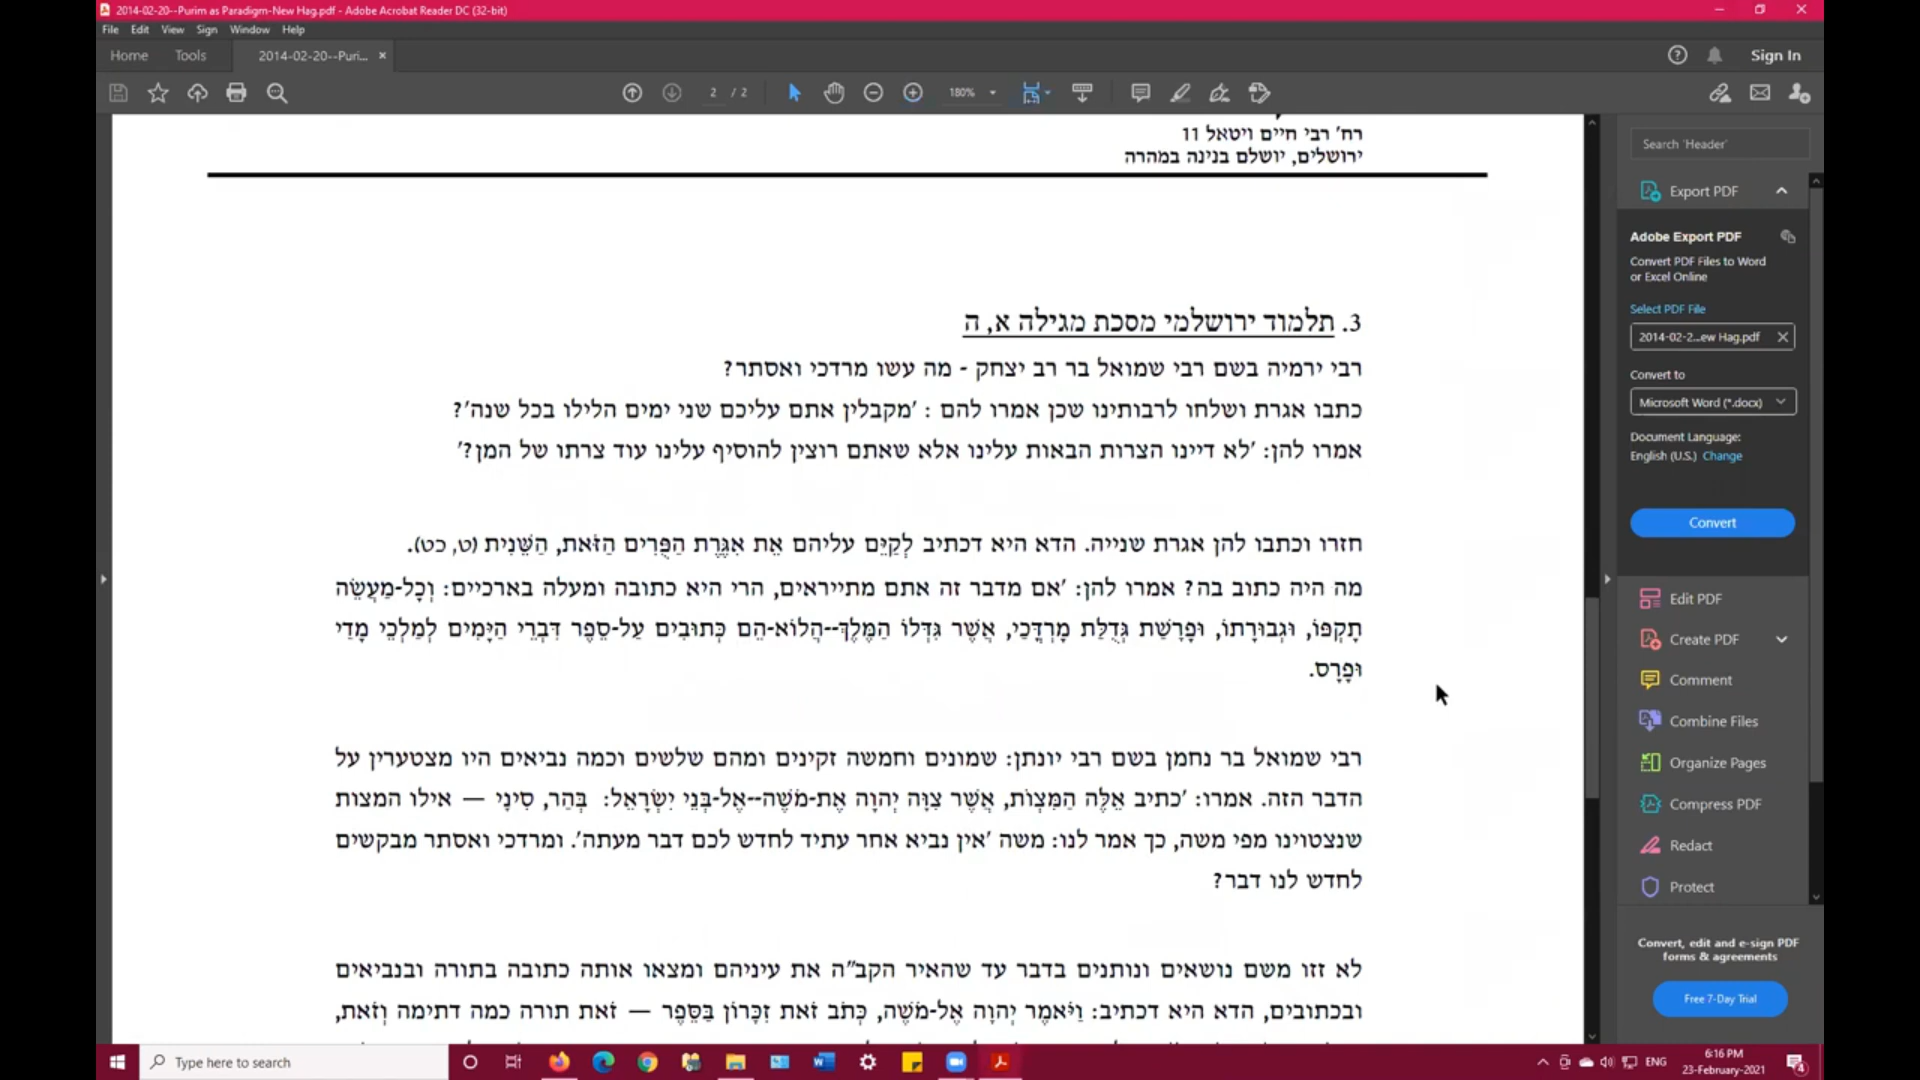 2014-02-20--Purim as Paradigm-New Hag.pdf - Adobe Acrobat Reader DC (32-bit)
File Edit View Sign Window Help
Home Tools 2014-02-20--Puri... × Sign In
2 / 2 180%
רח' רבי חיים ויטאל 11
ירושלים, יושלם בנינה במהרה
3. תלמוד ירושלמי מסכת מגילה א, ה
רבי ירמיה בשם רבי שמואל בר רב יצחק - מה עשו מרדכי ואסתר?
כתבו אגרת ושלחו לרבותינו שכן אמרו להם : 'מקבלין אתם עליכם שני ימים הלילו בכל שנה'?
אמרו להן: 'לא דיינו הצרות הבאות עלינו אלא שאתם רוצין להוסיף עלינו עוד צרתו של המן?'
חזרו וכתבו להן אגרת שנייה. הדא היא דכתיב לְקַיֵּם עליהם אֵת אִגֶּרֶת הַפֻּרִים הַזֹּאת, הַשֵּׁנִית (ט, כט).
מה היה כתוב בה? אמרו להן: 'אם מדבר זה אתם מתייראים, הרי היא כתובה ומעלה בארכיים: וְכָל-מַעֲשֵׂה
תָקְפּוֹ, וּגְבוּרָתוֹ, וּפָרָשַׁת גְּדֻלַּת מָרְדֳּכַי, אֲשֶׁר גִּדְּלוֹ הַמֶּלֶךְ--הֲלוֹא-הֵם כְּתוּבִים עַל-סֵפֶר דִּבְרֵי הַיָּמִים לְמַלְכֵי מָדַי
וּפָרָס.
רבי שמואל בר נחמן בשם רבי יונתן: שמונים וחמשה זקינים ומהם שלשים וכמה נביאים היו מצטערין על
הדבר הזה. אמרו: 'כתיב אֵלֶּה הַמִּצְוֹת, אֲשֶׁר צִוָּה יְהוָה אֶת-מֹשֶׁה--אֶל-בְּנֵי יִשְׂרָאֵל: בְּהַר, סִינָי — אילו המצות
שנצטוינו מפי משה, כך אמר לנו: משה 'אין נביא אחר עתיד לחדש לכם דבר מעתה'. ומרדכי ואסתר מבקשים
לחדש לנו דבר?
לא זזו משם נושאים ונותנים בדבר עד שהאיר הקב"ה את עיניהם ומצאו אותה כתובה בתורה ובנביאים
ובכתובים, הדא היא דכתיב: וַיֹּאמֶר יְהוָה אֶל-מֹשֶׁה, כְּתֹב זֹאת זִכָּרוֹן בַּסֵּפֶר — זֹאת תורה כמה דתימה וְזֹאת,
Search 'Header'
Export PDF
Adobe Export PDF
Convert PDF Files to Word
or Excel Online
Select PDF File
2014-02-2...ew Hag.pdf ×
Convert to
Microsoft Word (*.docx)
Document Language:
English (U.S.) Change
Convert
Edit PDF
Create PDF
Comment
Combine Files
Organize Pages
Compress PDF
Redact
Protect
Convert, edit and e-sign PDF
forms & agreements
Free 7-Day Trial
Type here to search
ENG
6:16 PM
23-February-2021
4